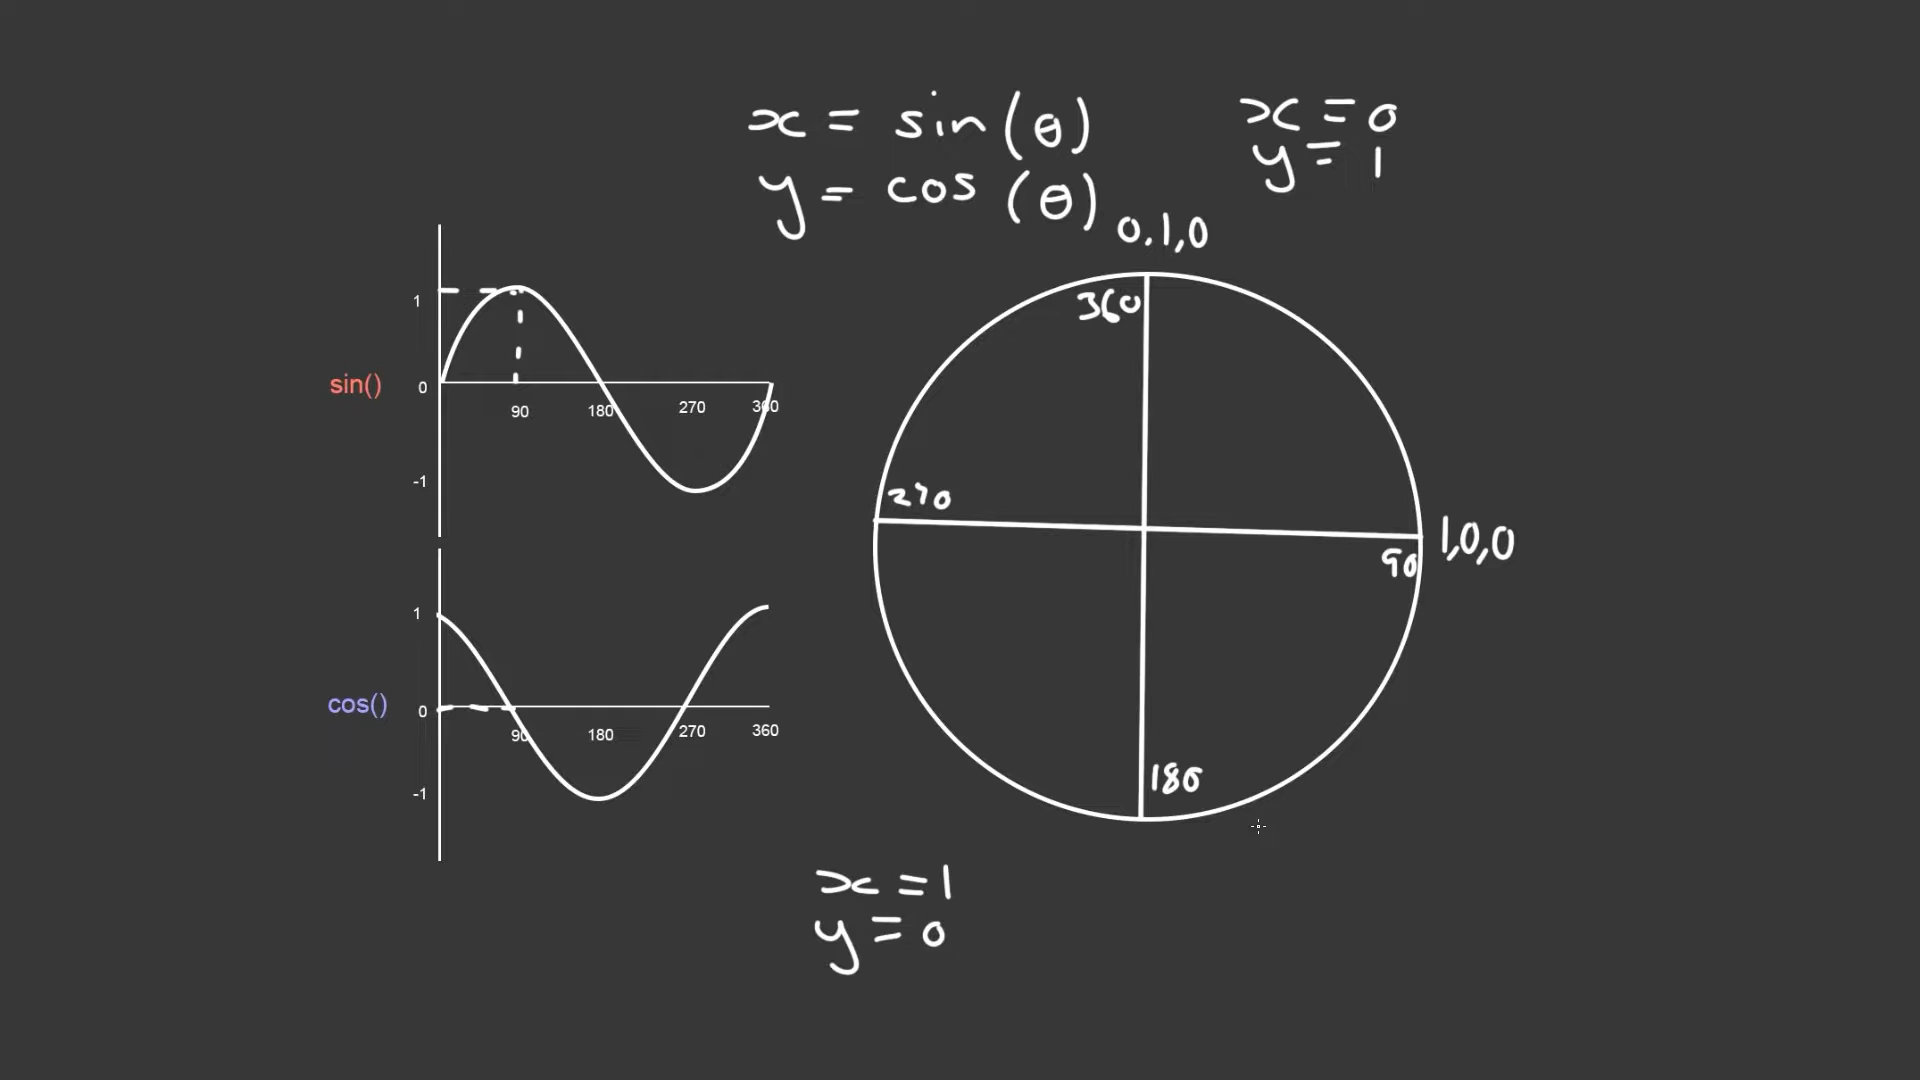 x = sin(θ)
y = cos(θ)
x = 0
y = 1
0.1,0
360
270
1,0,0
90
180
1
sin()
0
90
180
270
360
-1
1
cos()
0
90
180
270
360
-1
x = 1
y = 0